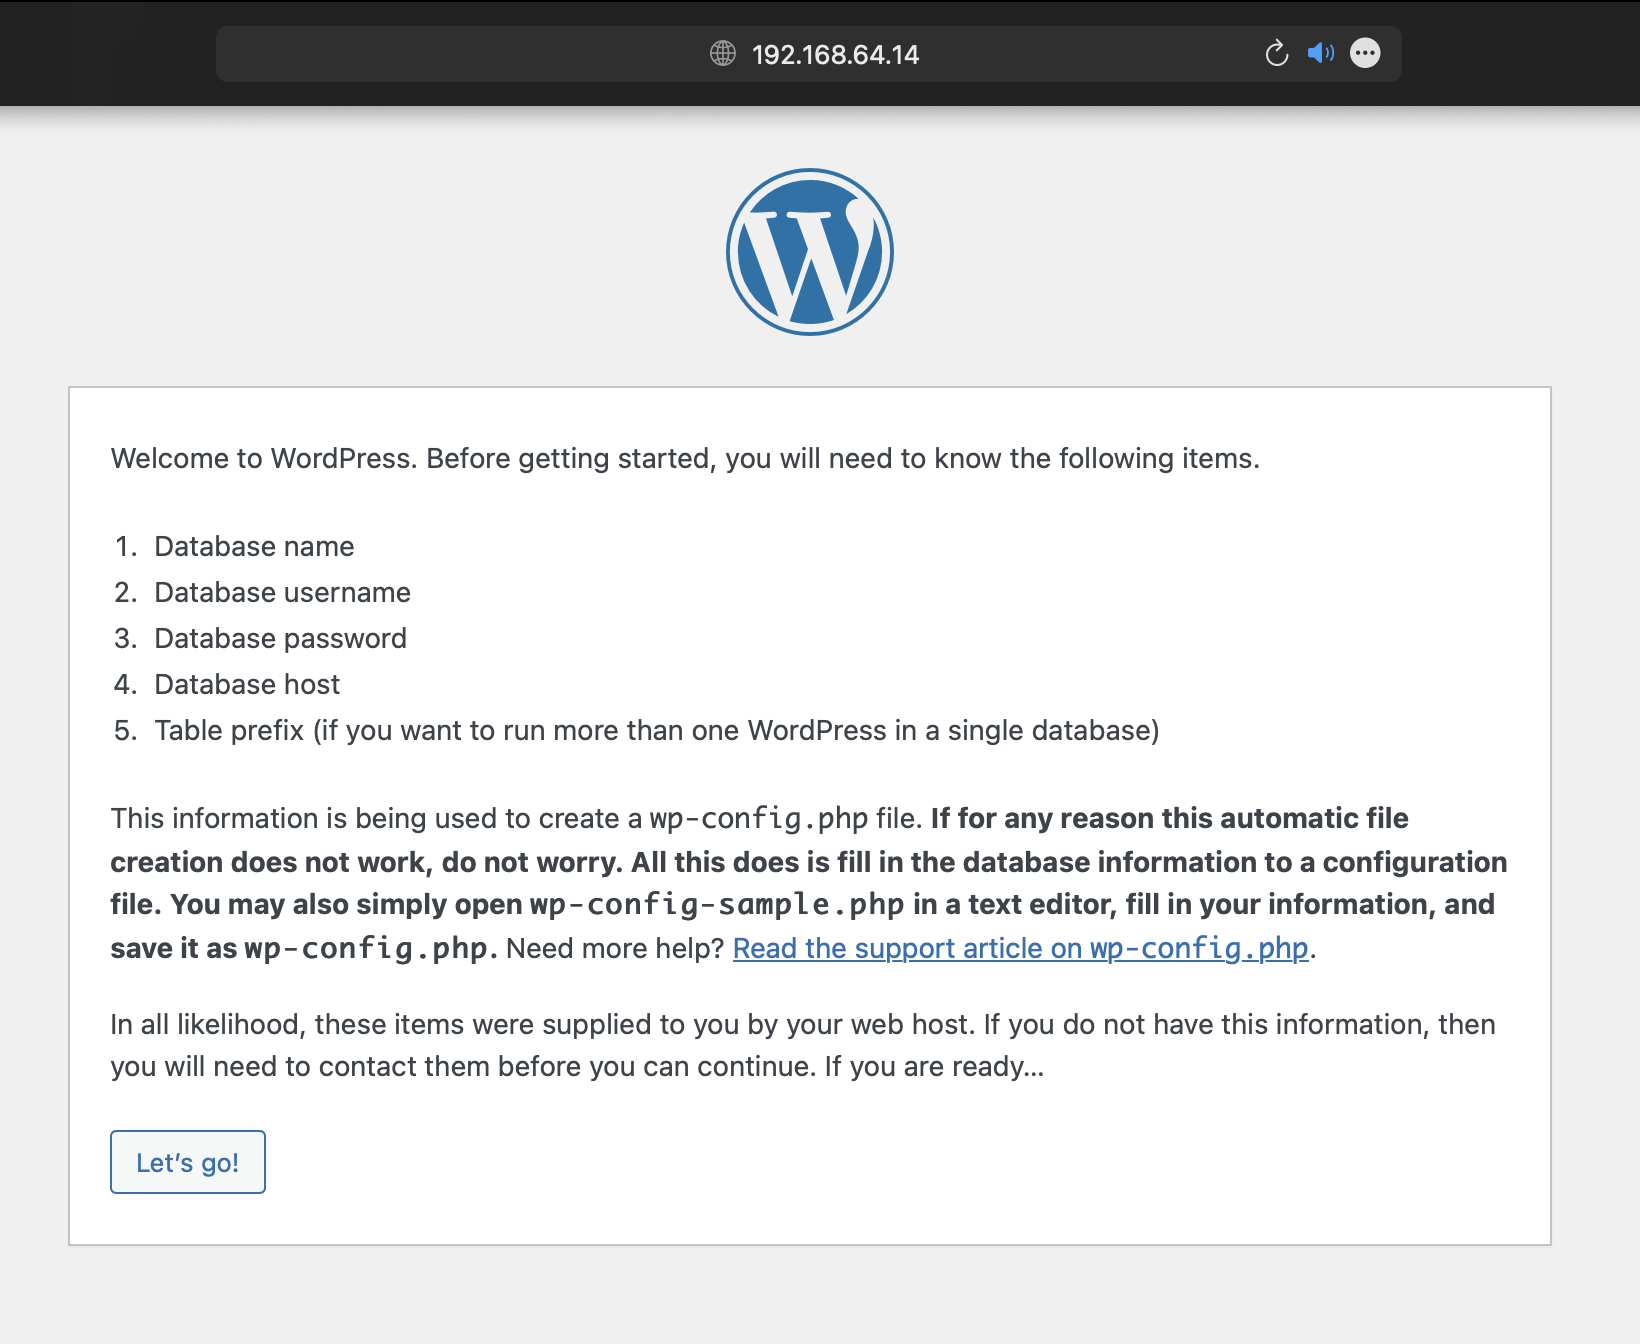 192.168.64.14
Welcome to WordPress. Before getting started, you will need to know the following items.
1. Database name
2. Database username
3. Database password
4. Database host
5. Table prefix (if you want to run more than one WordPress in a single database)
This information is being used to create a wp-config.php file. If for any reason this automatic file
creation does not work, do not worry. All this does is fill in the database information to a configuration
file. You may also simply open wp-config-sample.php in a text editor, fill in your information, and
save it as wp-config.php. Need more help? Read the support article on wp-config.php.
In all likelihood, these items were supplied to you by your web host. If you do not have this information, then
you will need to contact them before you can continue. If you are ready…
Let’s go!